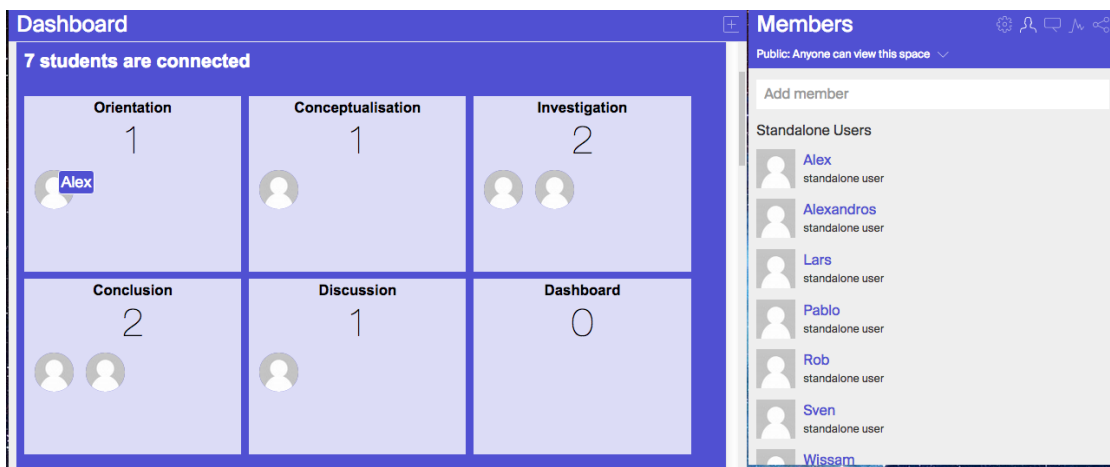 Dashboard
7 students are connected
Orientation
1
Alex
Conceptualisation
1
Investigation
2
Conclusion
2
Discussion
1
Dashboard
0
Members
Public: Anyone can view this space
Add member
Standalone Users
Alex
standalone user
Alexandros
standalone user
Lars
standalone user
Pablo
standalone user
Rob
standalone user
Sven
standalone user
Wissam